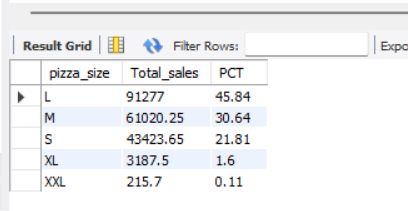 Result Grid Filter Rows: Expo
pizza_size Total_sales PCT
L 91277 45.84
M 61020.25 30.64
S 43423.65 21.81
XL 3187.5 1.6
XXL 215.7 0.11